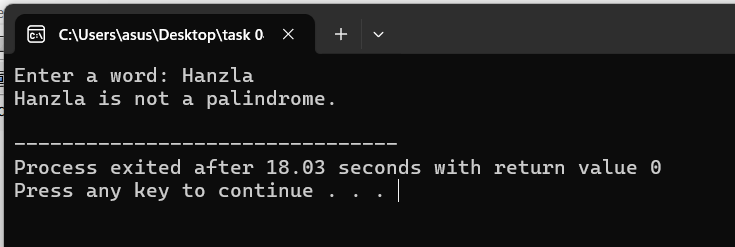 C:\Users\asus\Desktop\task 0
Enter a word: Hanzla
Hanzla is not a palindrome.
--------------------------------
Process exited after 18.03 seconds with return value 0
Press any key to continue . . .